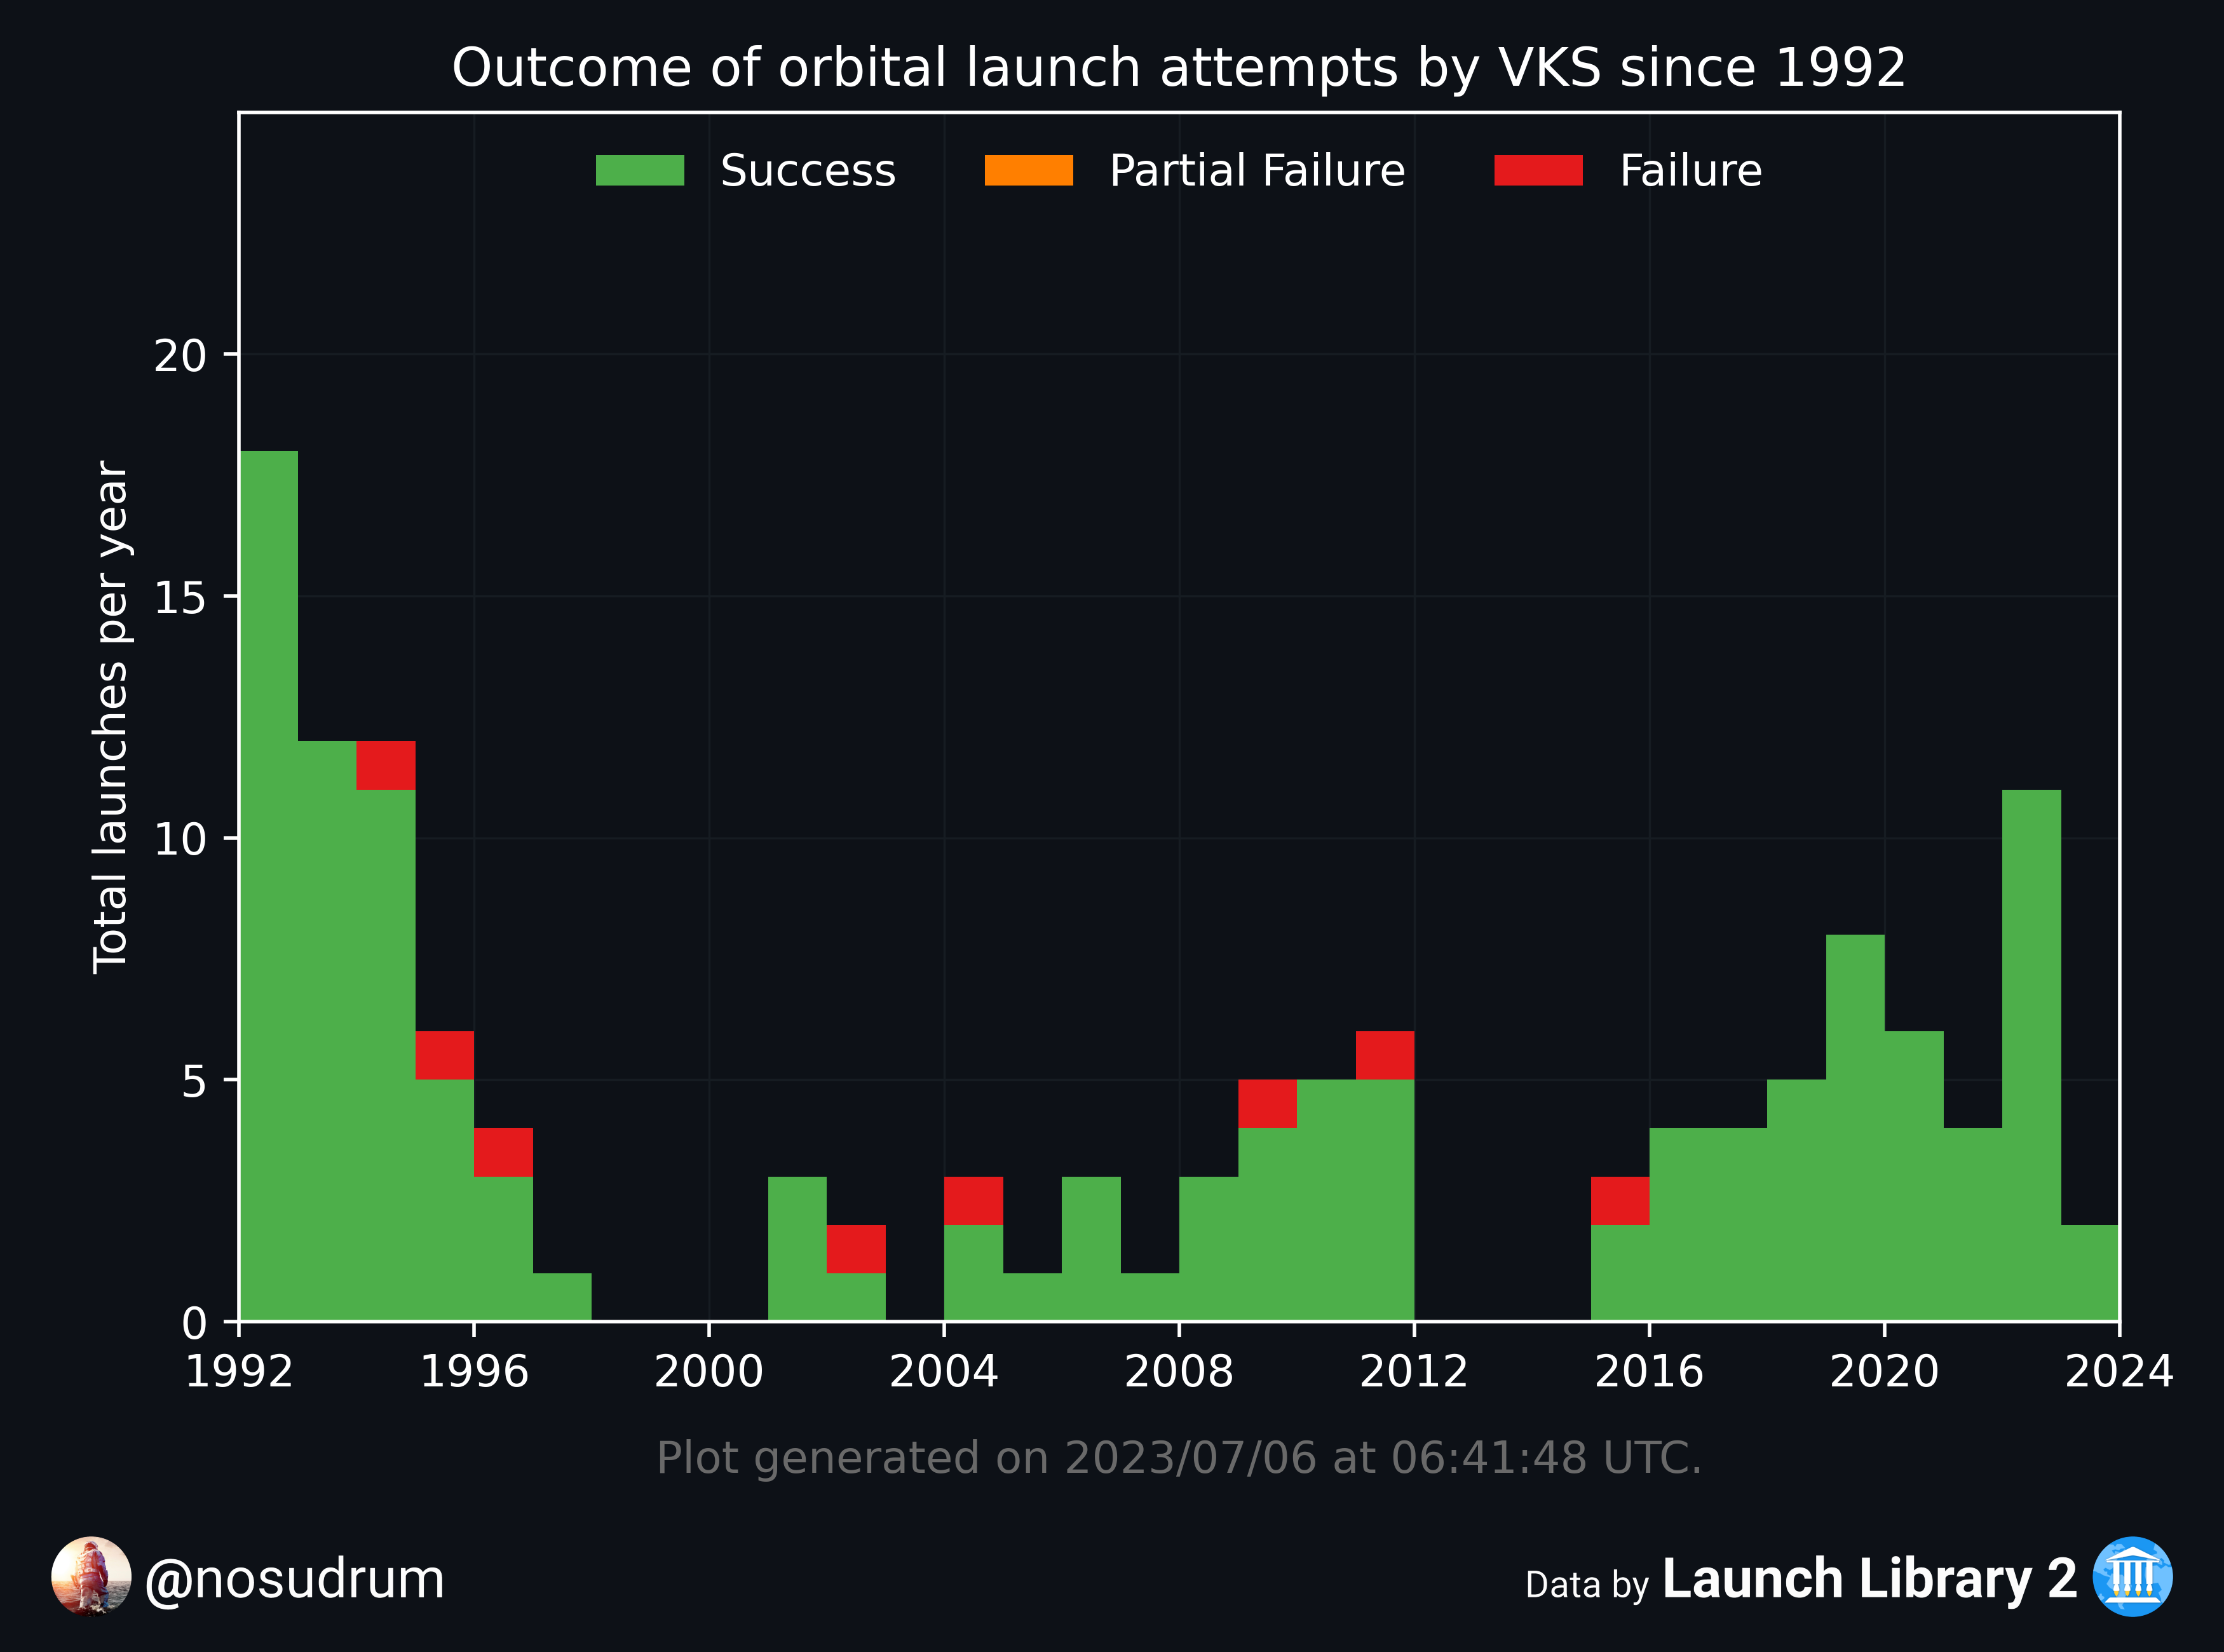 Outcome of orbital launch attempts by VKS since 1992
Success Partial Failure Failure
Total launches per year
20
15
10
5
0
1992 1996 2000 2004 2008 2012 2016 2020 2024
Plot generated on 2023/07/06 at 06:41:48 UTC.
@nosudrum
Data by Launch Library 2